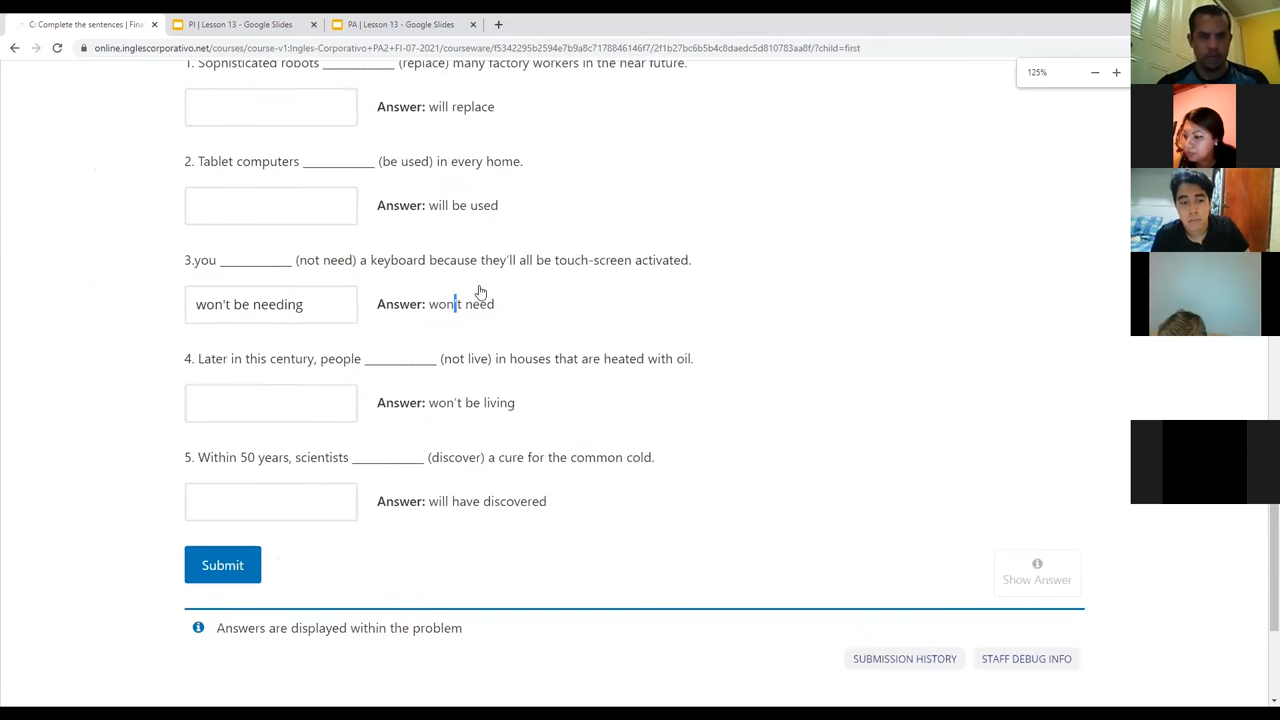 C: Complete the sentences | Fina
PI | Lesson 13 - Google Slides
PA | Lesson 13 - Google Slides
online.inglescorporativo.net/courses/course-v1:Ingles-Corporativo+PA2+FI-07-2021/courseware/f5342295b2594e7b9a8c7178846146f7/2f1b27bc6b5b4c8daedc5d810783aa8f/?child=first
125%
1. Sophisticated robots ____________ (replace) many factory workers in the near future.
Answer: will replace
2. Tablet computers ____________ (be used) in every home.
Answer: will be used
3.you ____________ (not need) a keyboard because they'll all be touch-screen activated.
won't be needing
Answer: won't need
4. Later in this century, people ____________ (not live) in houses that are heated with oil.
Answer: won't be living
5. Within 50 years, scientists ____________ (discover) a cure for the common cold.
Answer: will have discovered
Submit
Show Answer
Answers are displayed within the problem
SUBMISSION HISTORY
STAFF DEBUG INFO